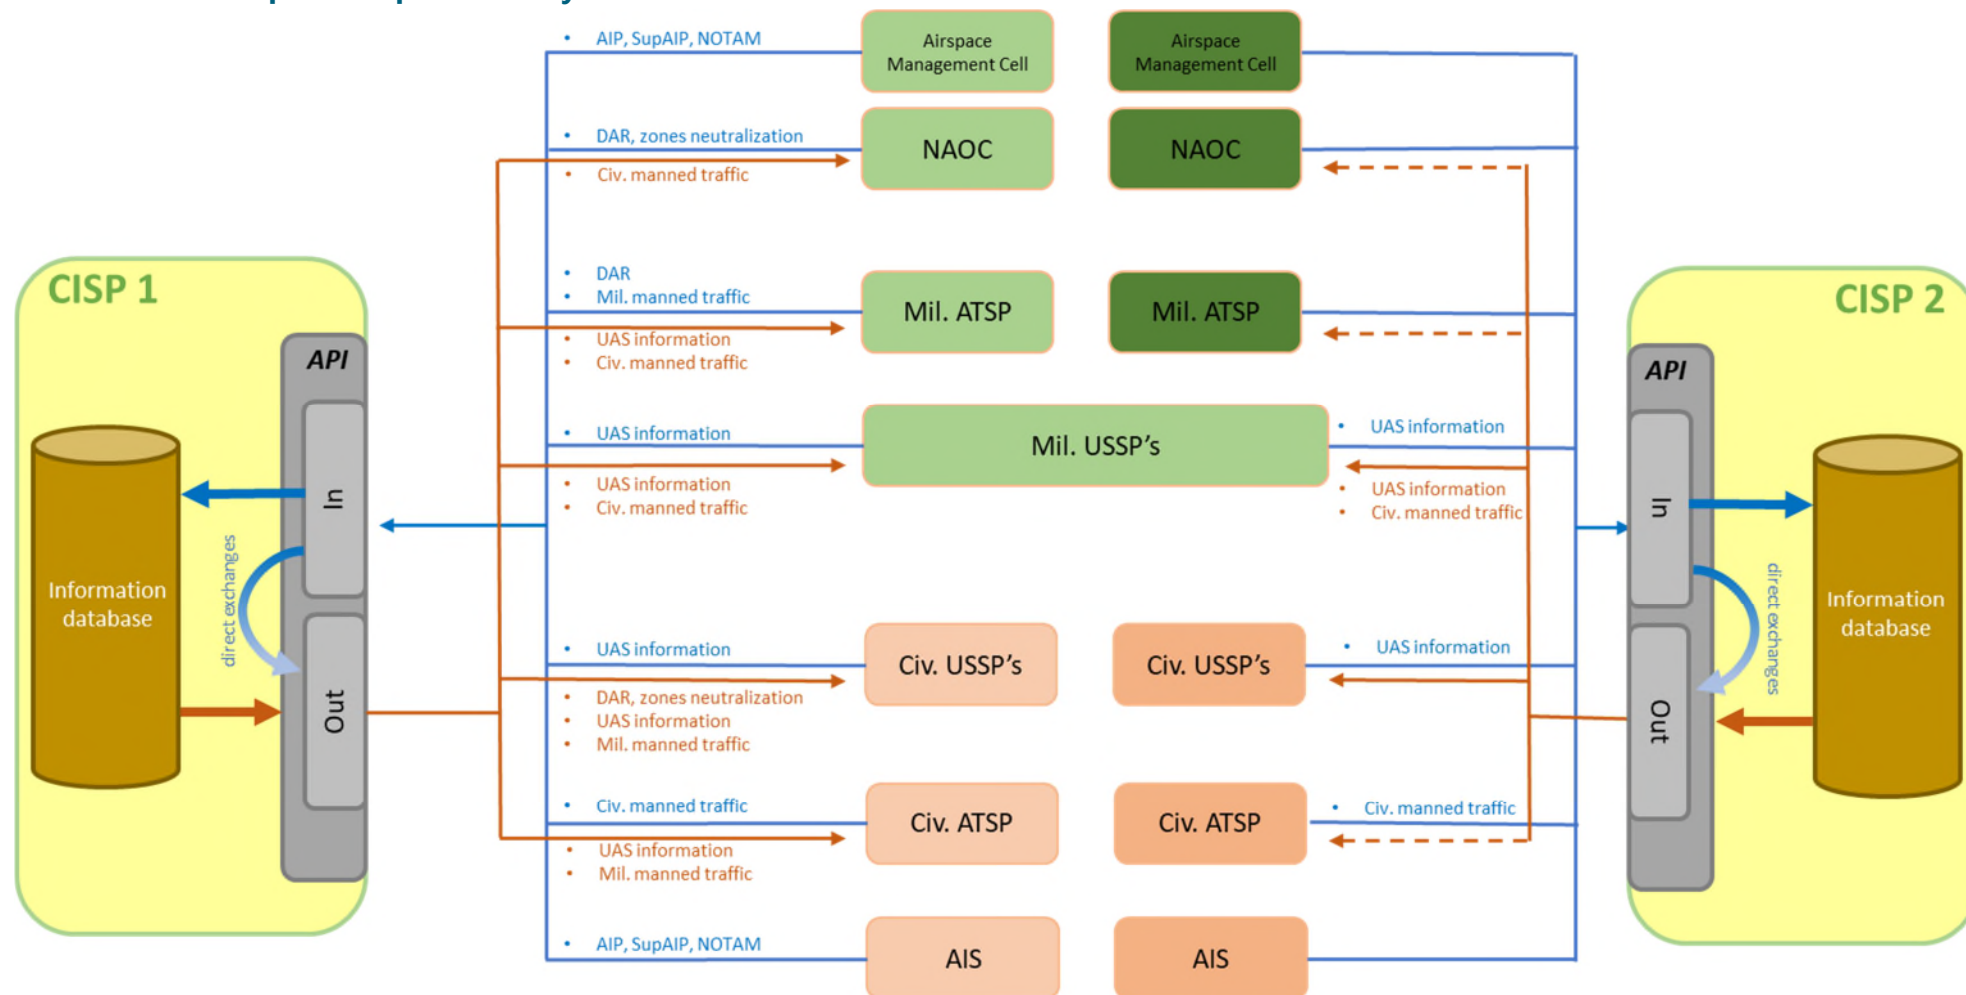 • AIP, SupAIP, NOTAM
Airspace
Management Cell
Airspace
Management Cell
• DAR, zones neutralization
• Civ. manned traffic
NAOC
NAOC
CISP 1
CISP 2
• DAR
• Mil. manned traffic
• UAS information
• Civ. manned traffic
Mil. ATSP
Mil. ATSP
API
API
• UAS information
• UAS information
• Civ. manned traffic
Mil. USSP's
• UAS information
• UAS information
• Civ. manned traffic
In
In
direct exchanges
direct exchanges
Information
database
Information
database
Out
Out
• UAS information
• DAR, zones neutralization
• UAS information
• Mil. manned traffic
Civ. USSP's
Civ. USSP's
• UAS information
• Civ. manned traffic
• UAS information
• Mil. manned traffic
Civ. ATSP
Civ. ATSP
• Civ. manned traffic
• AIP, SupAIP, NOTAM
AIS
AIS